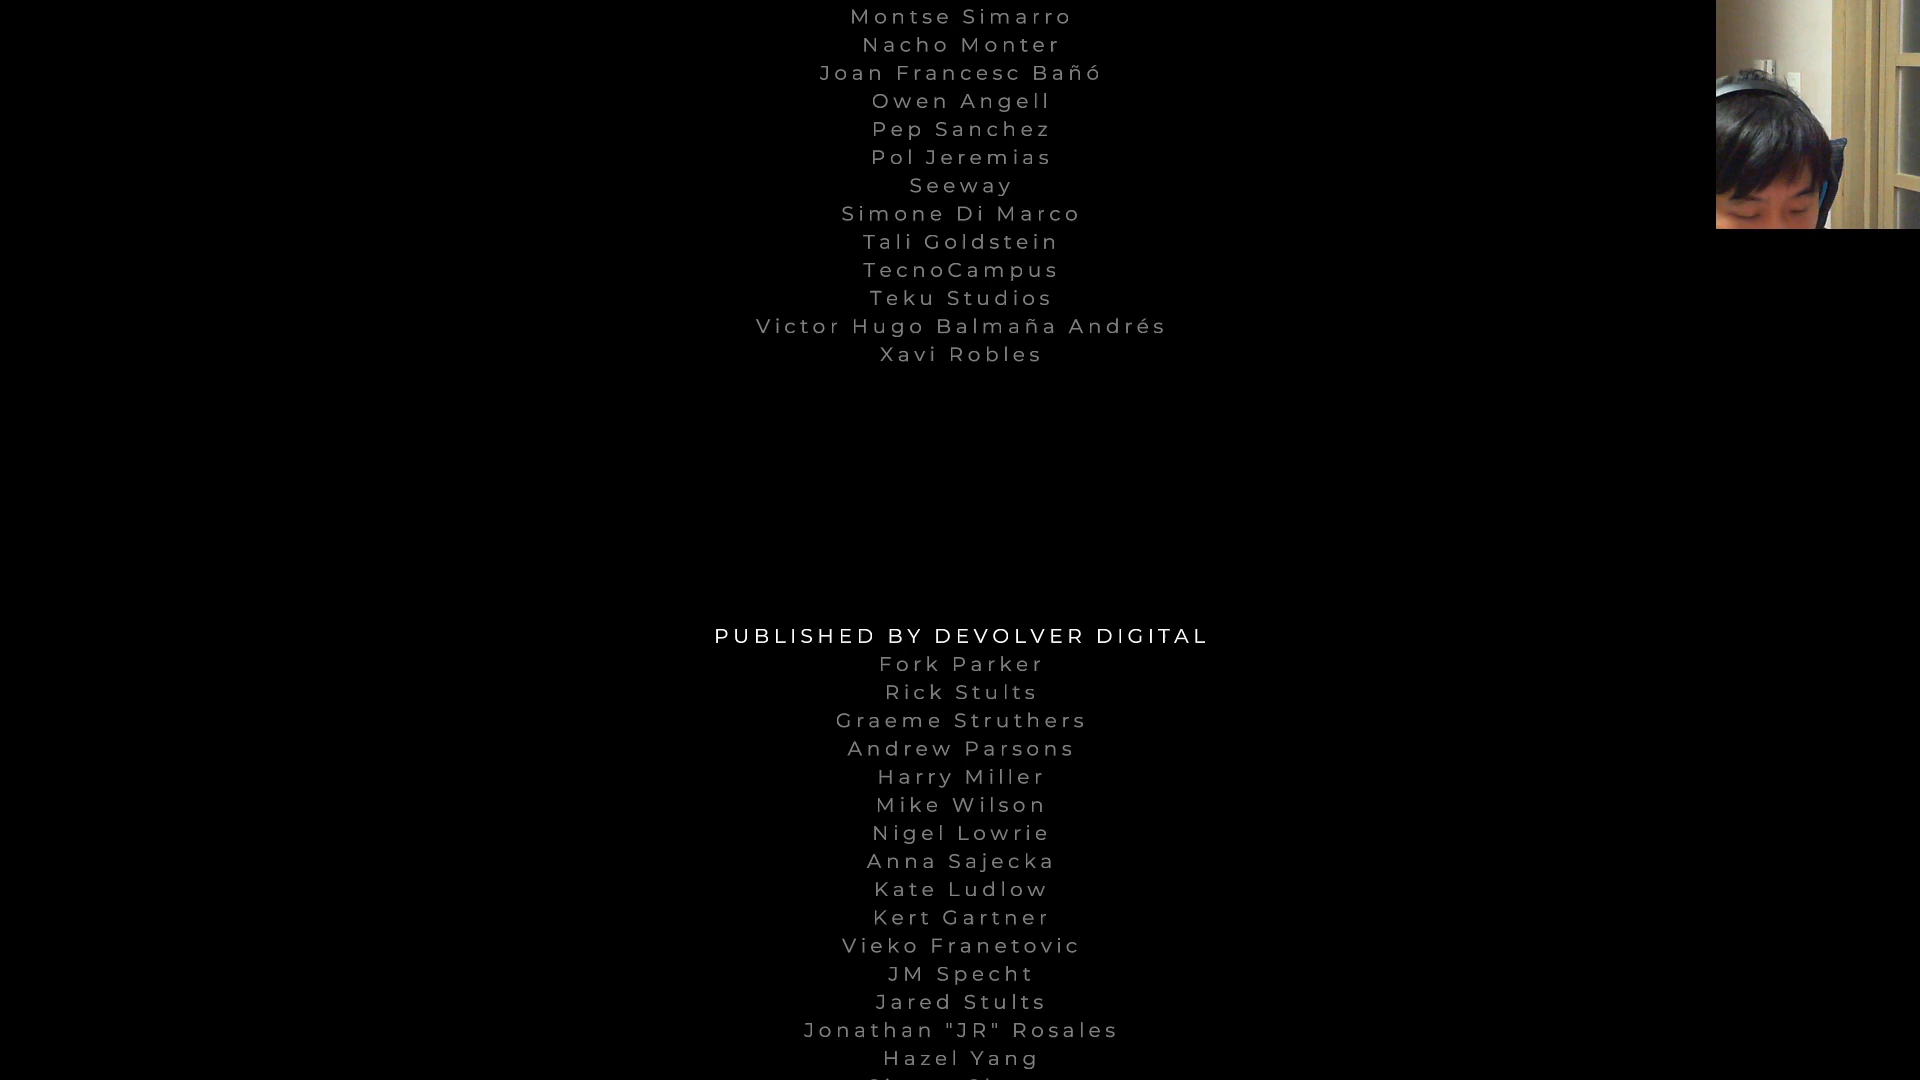 Montse Simarro
Nacho Monter
Joan Francesc Bañó
Owen Angell
Pep Sanchez
Pol Jeremias
Seeway
Simone Di Marco
Tali Goldstein
TecnoCampus
Teku Studios
Victor Hugo Balmaña Andrés
Xavi Robles
PUBLISHED BY DEVOLVER DIGITAL
Fork Parker
Rick Stults
Graeme Struthers
Andrew Parsons
Harry Miller
Mike Wilson
Nigel Lowrie
Anna Sajecka
Kate Ludlow
Kert Gartner
Vieko Franetovic
JM Specht
Jared Stults
Jonathan "JR" Rosales
Hazel Yang